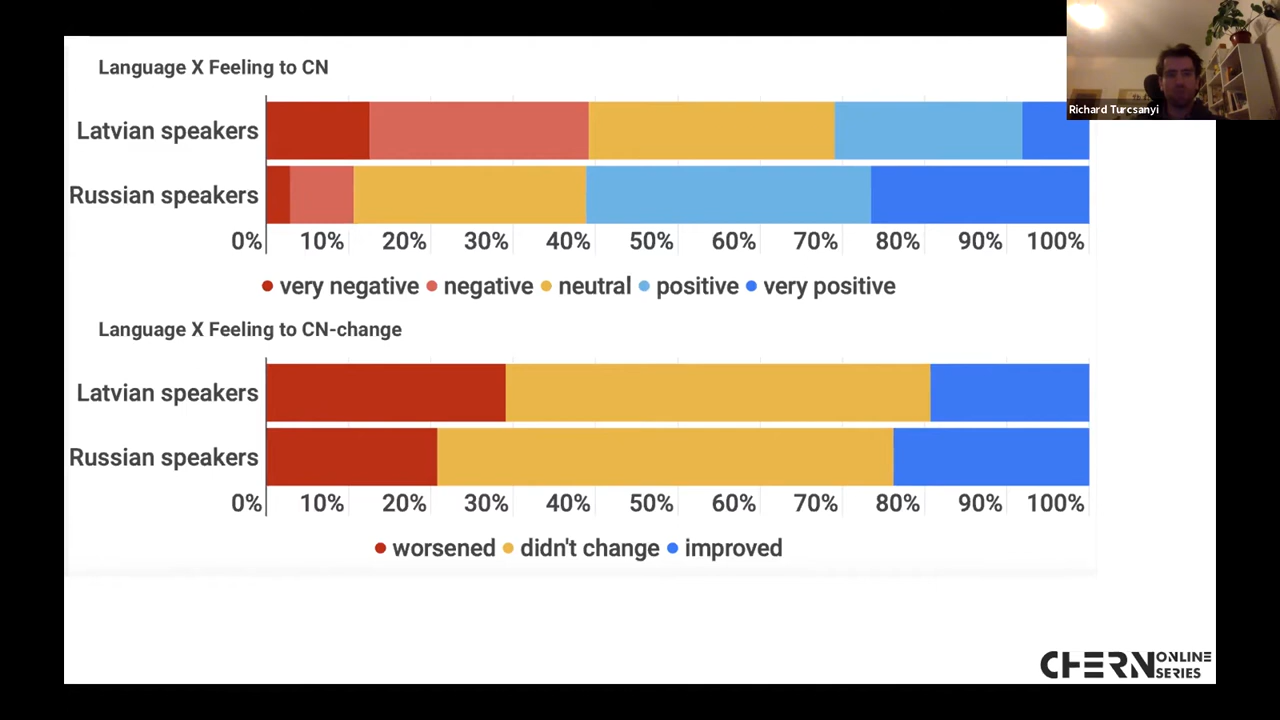 Richard Turcsanyi
Language X Feeling to CN
Latvian speakers
Russian speakers
0% 10% 20% 30% 40% 50% 60% 70% 80% 90% 100%
very negative negative neutral positive very positive
Language X Feeling to CN-change
Latvian speakers
Russian speakers
0% 10% 20% 30% 40% 50% 60% 70% 80% 90% 100%
worsened didn't change improved
CHERN ONLINE
SERIES